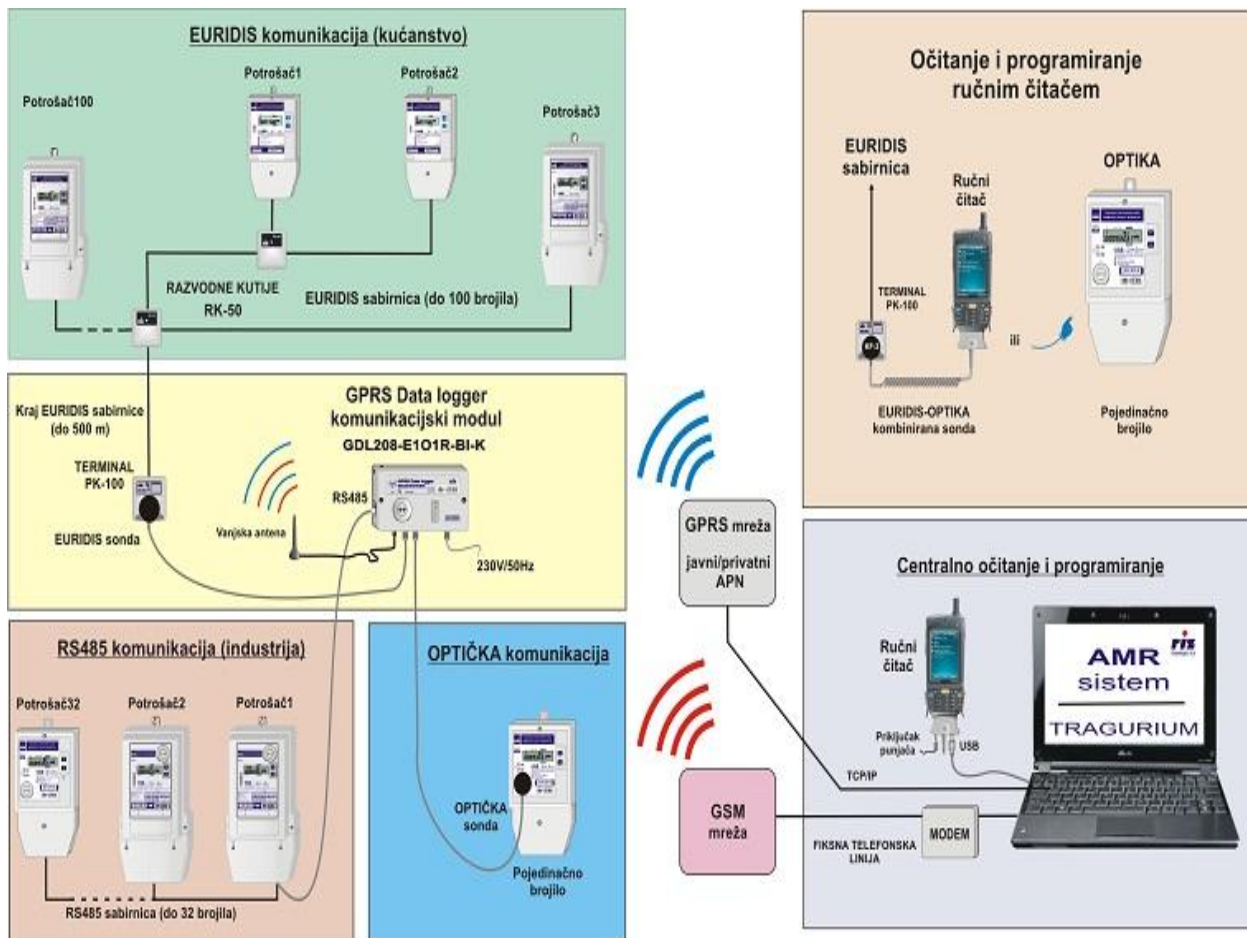 EURIDIS komunikacija (kućanstvo)
Potrošač100
Potrošač1
Potrošač2
Potrošač3
RAZVODNE KUTIJE
RK-50
EURIDIS sabirnica (do 100 brojila)
Kraj EURIDIS sabirnice
(do 500 m)
TERMINAL
PK-100
EURIDIS sonda
GPRS Data logger
komunikacijski modul
GDL208-E1O1R-BI-K
RS485
Vanjska antena
230V/50Hz
RS485 komunikacija (industrija)
Potrošač32
Potrošač2
Potrošač1
RS485 sabirnica (do 32 brojila)
OPTIČKA komunikacija
OPTIČKA
sonda
Pojedinačno
brojilo
GPRS mreža
javni/privatni
APN
GSM
mreža
Očitanje i programiranje
ručnim čitačem
EURIDIS
sabirnica
Ručni
čitač
OPTIKA
TERMINAL
PK-100
ili
EURIDIS-OPTIKA
kombinirana sonda
Pojedinačno
brojilo
Centralno očitanje i programiranje
Ručni
čitač
Priključak
punjača
USB
TCP/IP
FIKSNA TELEFONSKA
LINIJA
MODEM
riz
AMR
sistem
TRAGURIUM